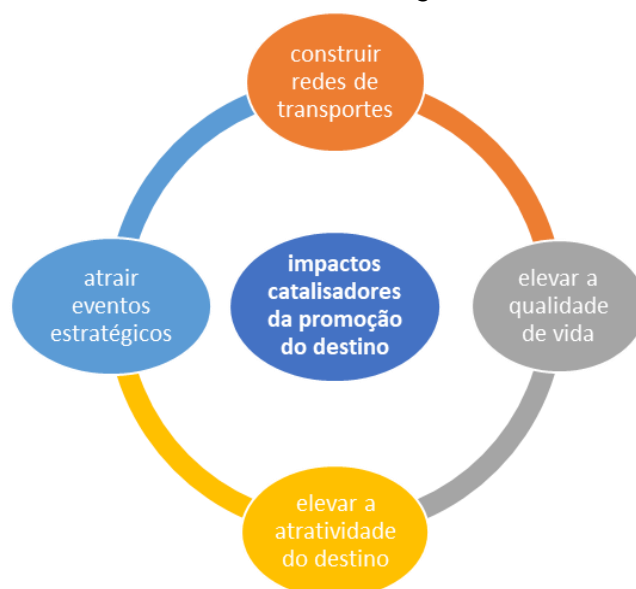 construir
redes de
transportes
atrair
eventos
estratégicos
impactos
catalisadores
da promoção
do destino
elevar a
qualidade
de vida
elevar a
atratividade
do destino